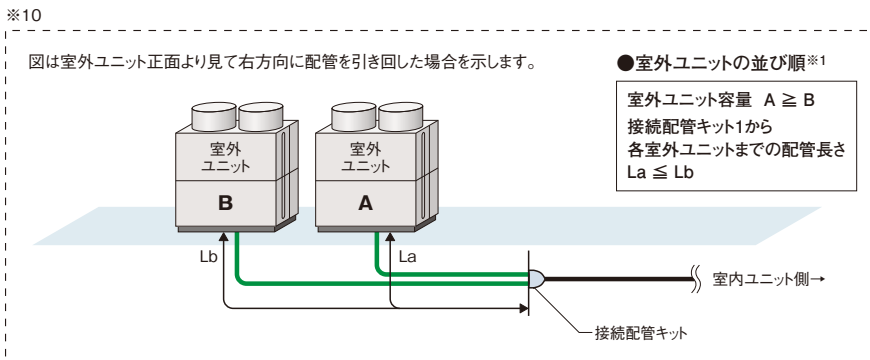 ※10
図は室外ユニット正面より見て右方向に配管を引き回した場合を示します。
●室外ユニットの並び順※1
室外ユニット容量 A ≧ B
接続配管キット1から
各室外ユニットまでの配管長さ
La ≦ Lb
室外
ユニット
B
室外
ユニット
A
Lb
La
室内ユニット側→
接続配管キット